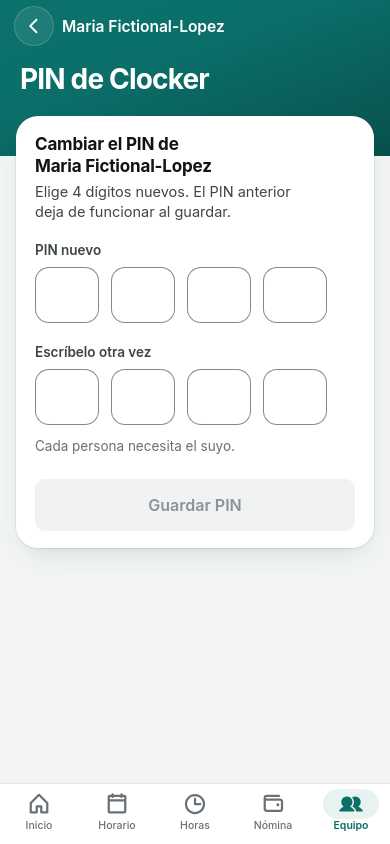 Maria Fictional-Lopez
PIN de Clocker
Cambiar el PIN de
Maria Fictional-Lopez
Elige 4 dígitos nuevos. El PIN anterior
deja de funcionar al guardar.
PIN nuevo
Escríbelo otra vez
Cada persona necesita el suyo.
Guardar PIN
Inicio
Horario
Horas
Nómina
Equipo